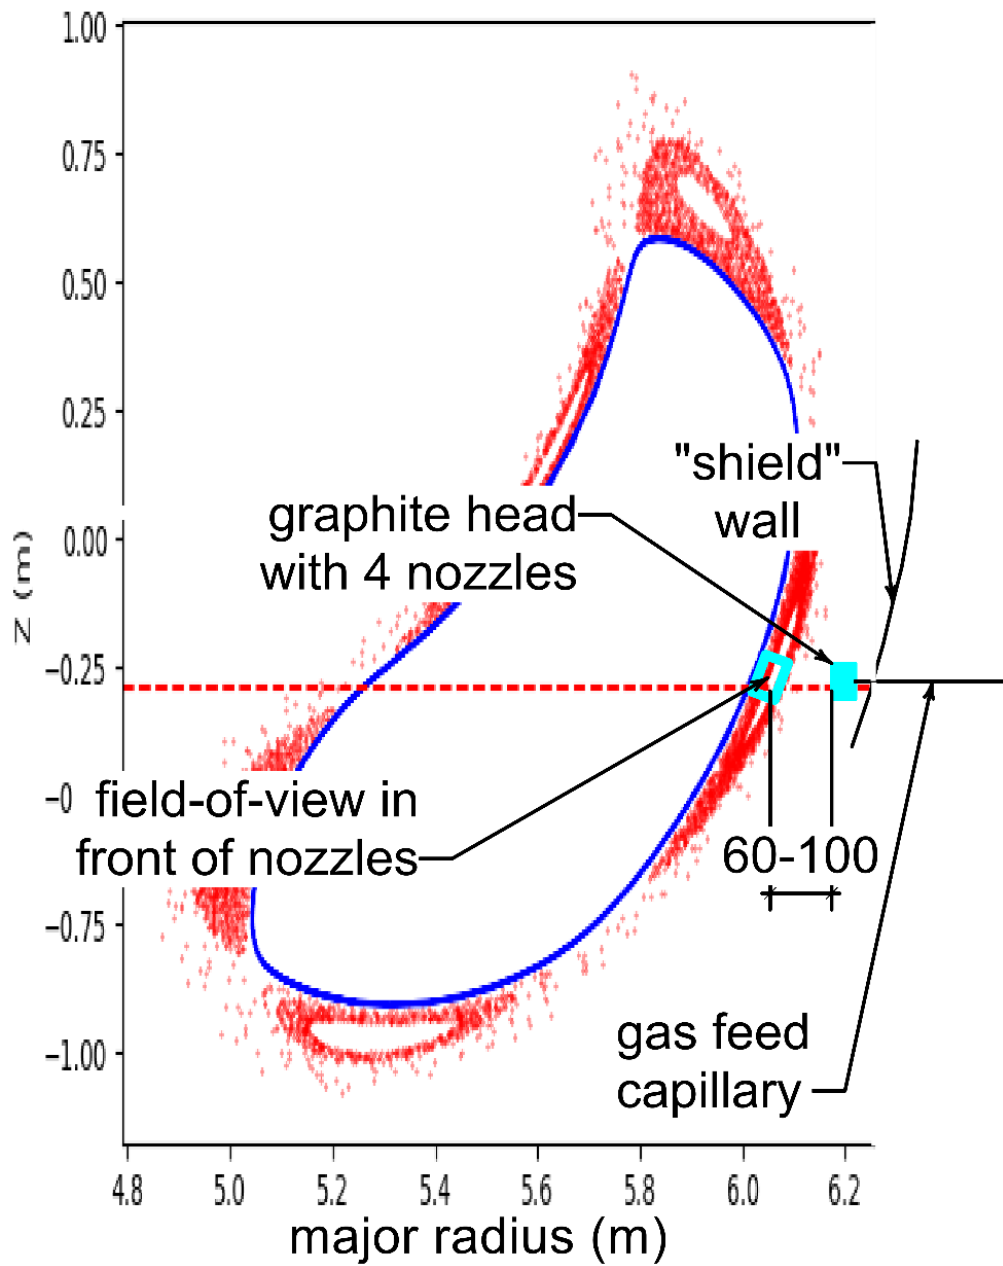 1.00
0.75
0.50
0.25
0.00
−0.25
−0
−0.75
−1.00
Z (m)
"shield"
wall
graphite head
with 4 nozzles
field-of-view in
front of nozzles
60-100
gas feed
capillary
4.8 5.0 5.2 5.4 5.6 5.8 6.0 6.2
major radius (m)